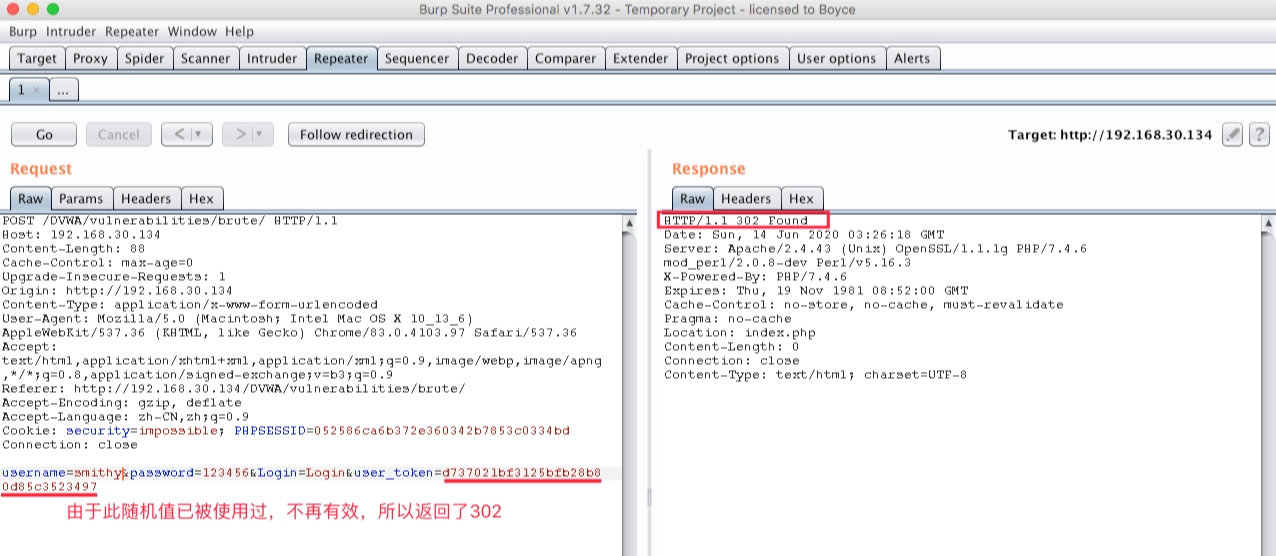 Burp Suite Professional v1.7.32 - Temporary Project - licensed to Boyce
Burp Intruder Repeater Window Help
Target Proxy Spider Scanner Intruder Repeater Sequencer Decoder Comparer Extender Project options User options Alerts
1 × ...
Go Cancel < | ▼ > | ▼ Follow redirection Target: http://192.168.30.134 ?
Request
Raw Params Headers Hex
POST /DVWA/vulnerabilities/brute/ HTTP/1.1
Host: 192.168.30.134
Content-Length: 88
Cache-Control: max-age=0
Upgrade-Insecure-Requests: 1
Origin: http://192.168.30.134
Content-Type: application/x-www-form-urlencoded
User-Agent: Mozilla/5.0 (Macintosh; Intel Mac OS X 10_13_6)
AppleWebKit/537.36 (KHTML, like Gecko) Chrome/83.0.4103.97 Safari/537.36
Accept:
text/html,application/xhtml+xml,application/xml;q=0.9,image/webp,image/apng
,*/*;q=0.8,application/signed-exchange;v=b3;q=0.9
Referer: http://192.168.30.134/DVWA/vulnerabilities/brute/
Accept-Encoding: gzip, deflate
Accept-Language: zh-CN,zh;q=0.9
Cookie: security=impossible; PHPSESSID=052586ca6b372e360342b7853c0334bd
Connection: close
username=smithy&password=123456&Login=Login&user_token=d737021bf3125bfb28b8
0d85c3523497
由于此随机值已被使用过，不再有效，所以返回了302
Response
Raw Headers Hex
HTTP/1.1 302 Found
Date: Sun, 14 Jun 2020 03:26:18 GMT
Server: Apache/2.4.43 (Unix) OpenSSL/1.1.1g PHP/7.4.6
mod_perl/2.0.8-dev Perl/v5.16.3
X-Powered-By: PHP/7.4.6
Expires: Thu, 19 Nov 1981 08:52:00 GMT
Cache-Control: no-store, no-cache, must-revalidate
Pragma: no-cache
Location: index.php
Content-Length: 0
Connection: close
Content-Type: text/html; charset=UTF-8